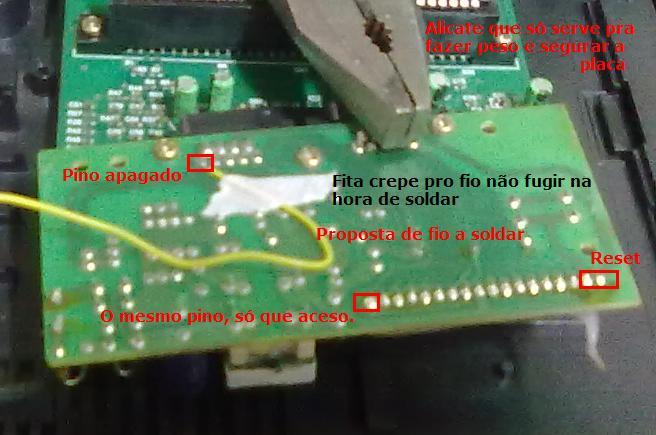 Alicate que só serve pra
fazer peso e segurar a
placa
Pino apagado
Fita crepe pro fio não fugir na
hora de soldar
Proposta de fio a soldar
Reset
O mesmo pino, só que aceso.